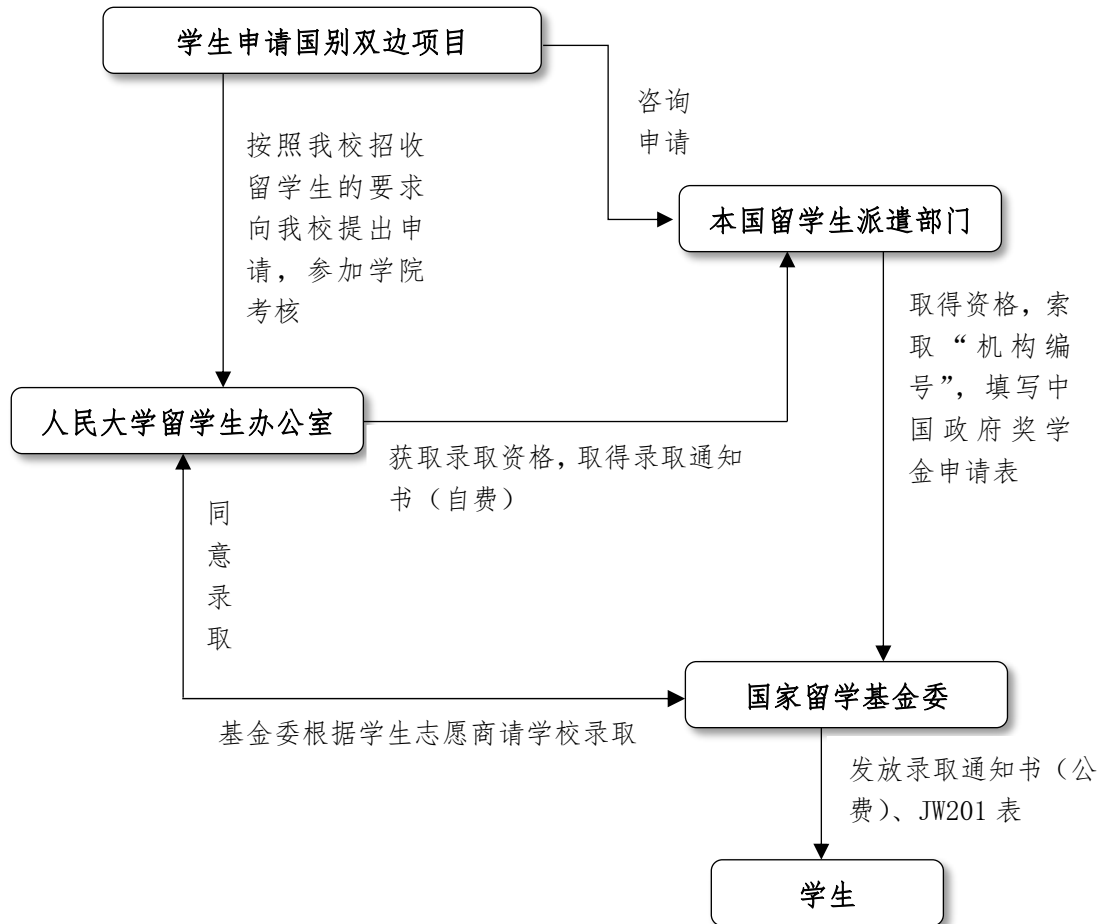 学生申请国别双边项目
咨询
申请
按照我校招收
留学生的要求
向我校提出申
请，参加学院
考核
本国留学生派遣部门
取得资格，索
取“机构编
号”，填写中
国政府奖学
金申请表
人民大学留学生办公室
获取录取资格，取得录取通知
书（自费）
同
意
录
取
国家留学基金委
基金委根据学生志愿商请学校录取
发放录取通知书（公
费）、JW201 表
学生